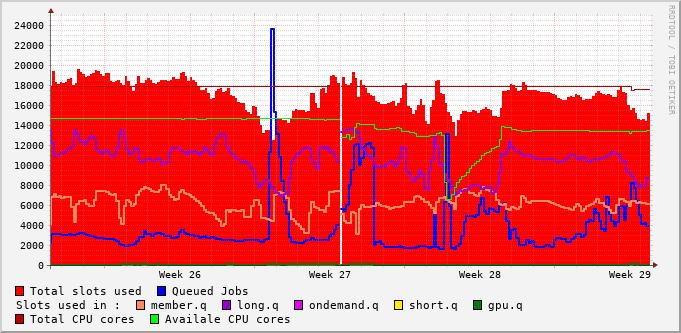 24000
22000
20000
18000
16000
14000
12000
10000
8000
6000
4000
2000
0
RRDTOOL / TOBI OETIKER
Week 26 Week 27 Week 28 Week 29
Total slots used Queued Jobs
Slots used in : member.q long.q ondemand.q short.q gpu.q
Total CPU cores Availale CPU cores